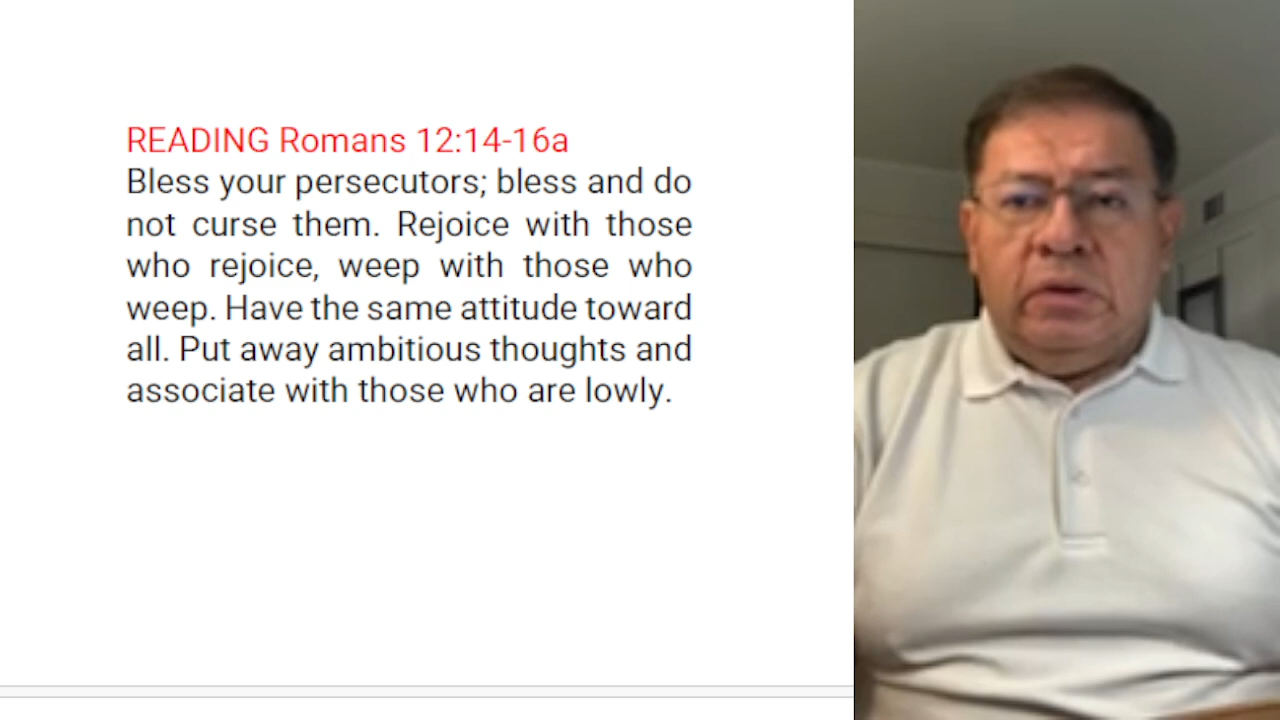 READING Romans 12:14-16a
Bless your persecutors; bless and do
not curse them. Rejoice with those
who rejoice, weep with those who
weep. Have the same attitude toward
all. Put away ambitious thoughts and
associate with those who are lowly.